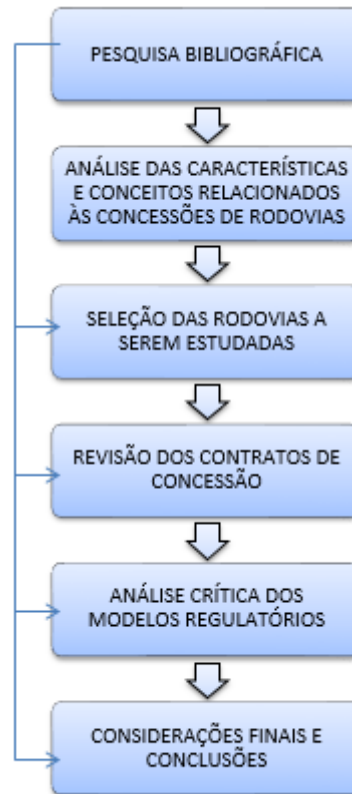 PESQUISA BIBLIOGRÁFICA
ANÁLISE DAS CARACTERÍSTICAS
E CONCEITOS RELACIONADOS
ÀS CONCESSÕES DE RODOVIAS
SELEÇÃO DAS RODOVIAS A
SEREM ESTUDADAS
REVISÃO DOS CONTRATOS DE
CONCESSÃO
ANÁLISE CRÍTICA DOS
MODELOS REGULATÓRIOS
CONSIDERAÇÕES FINAIS E
CONCLUSÕES